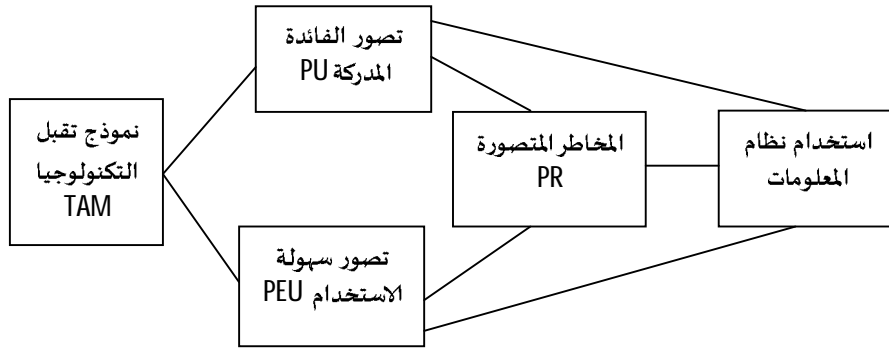 تصور الفائدة
المدركة PU
نموذج تقبل
التكنولوجيا
TAM
المخاطر المتصورة
PR
استخدام نظام
المعلومات
تصور سهولة
الاستخدام PEU